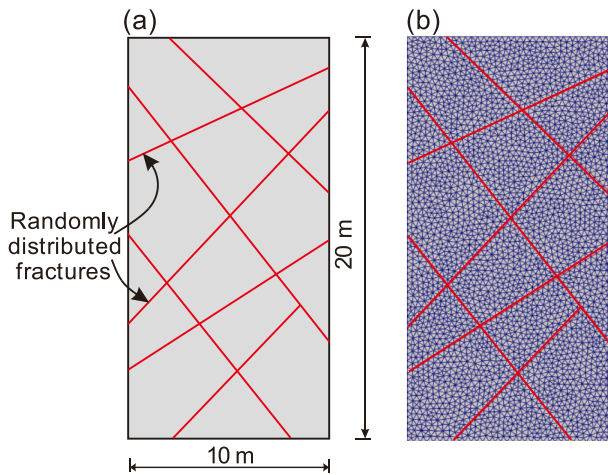 (a)
(b)
Randomly
distributed
fractures
20 m
10 m